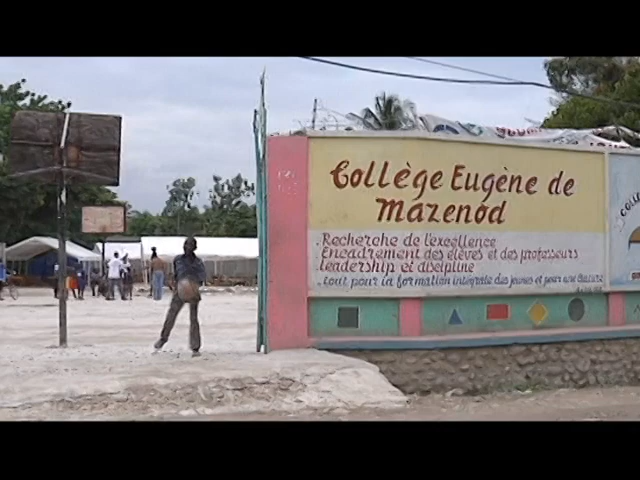 Collège Eugène de
Mazenod
. Recherche de l'excellence
Encadrement des élèves et des professeurs
leadership et discipline
. tout pour la formation intégrale des jeunes et pour une
COLL